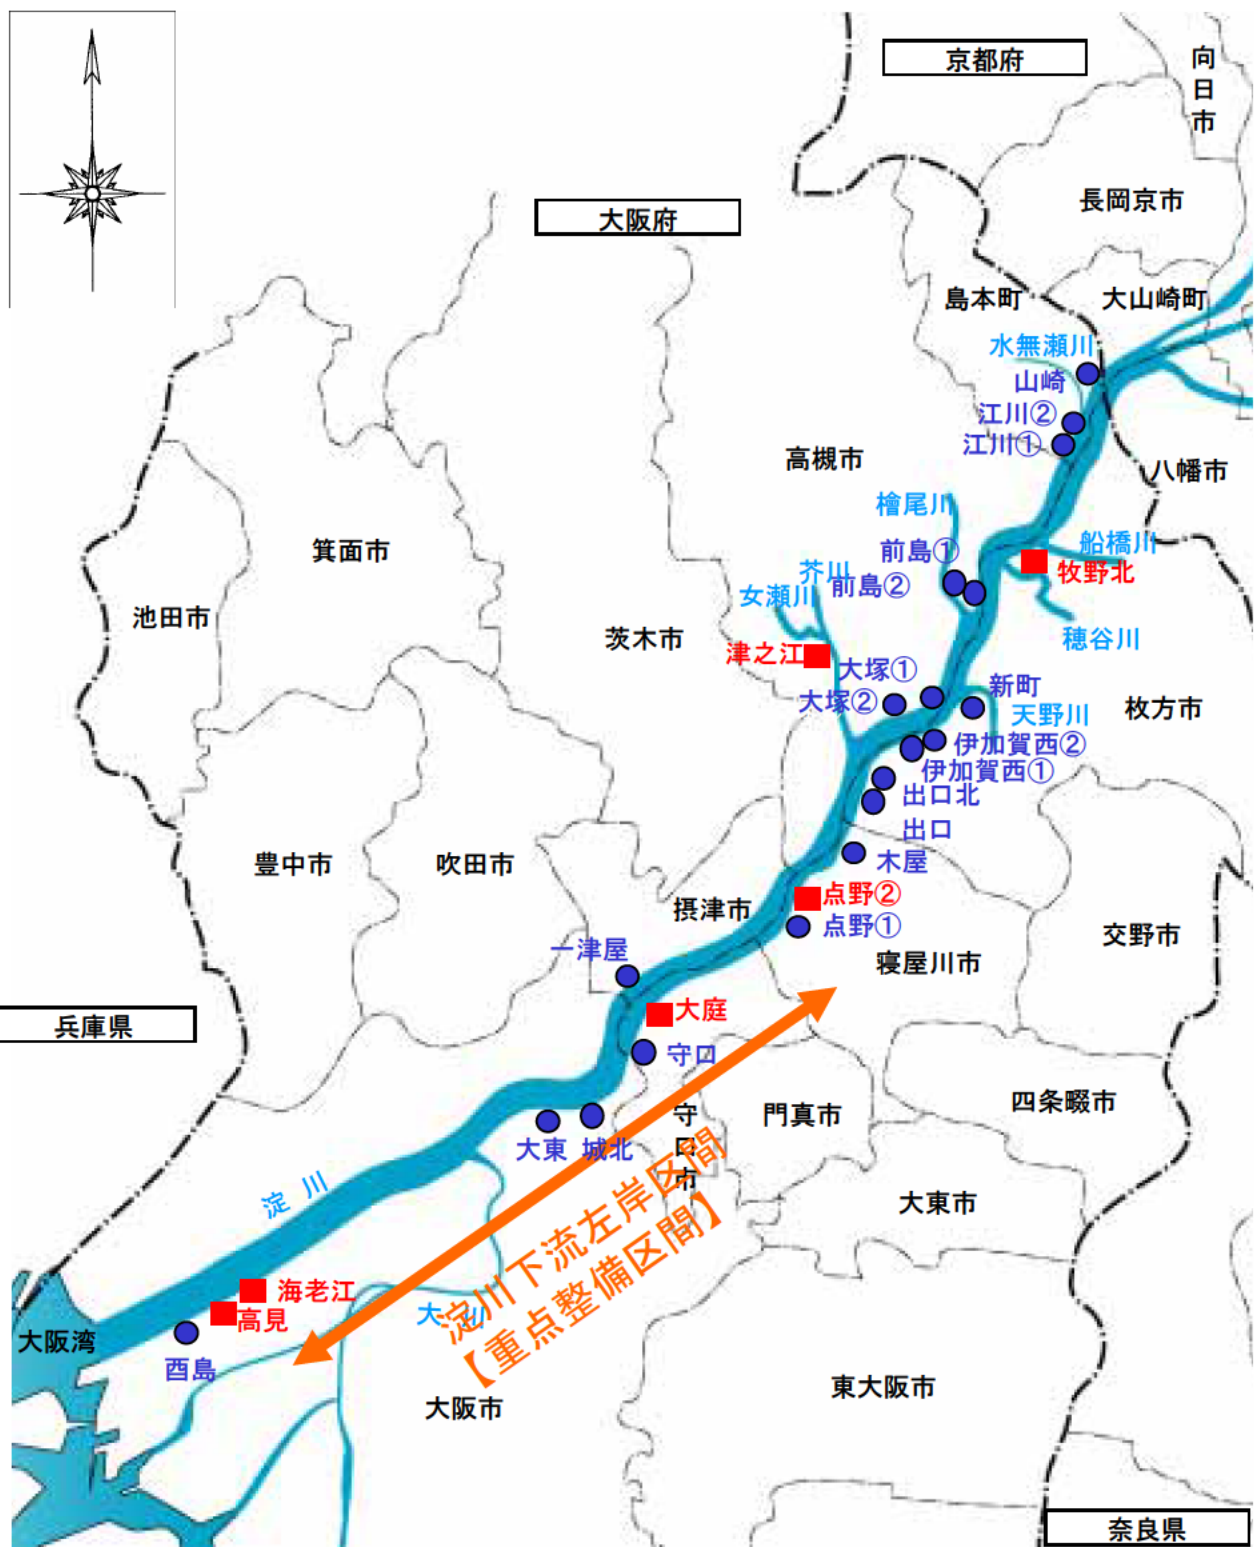 京都府
向日市
長岡京市
大阪府
島本町
大山崎町
水無瀬川
山崎
江川②
江川①
高槻市
八幡市
檜尾川
船橋川
箕面市
前島①
牧野北
芥川
前島②
女瀬川
池田市
茨木市
穂谷川
津之江
大塚①
新町
大塚②
天野川
枚方市
伊加賀西②
伊加賀西①
出口北
出口
豊中市
吹田市
木屋
点野②
摂津市
点野①
交野市
一津屋
寝屋川市
大庭
兵庫県
守口
四条畷市
門真市
守口市
大東
城北
淀川
大東市
淀川下流左岸区間
【重点整備区間】
海老江
高見
大川
大阪湾
酉島
東大阪市
大阪市
奈良県